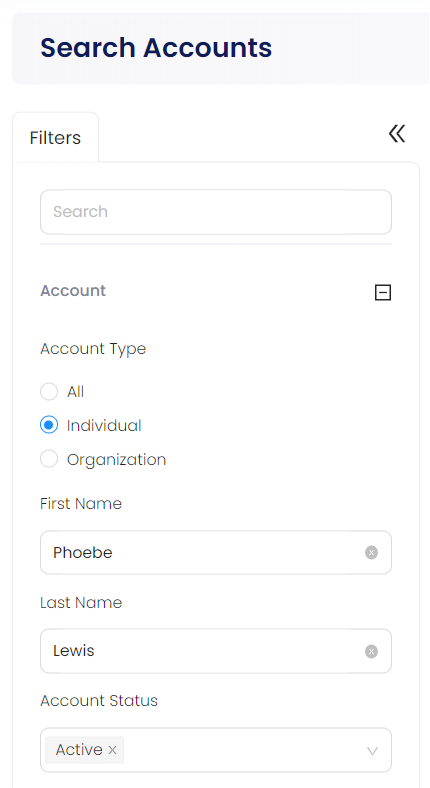 Search Accounts
Filters
Search
Account
Account Type
All
Individual
Organization
First Name
Phoebe
Last Name
Lewis
Account Status
Active